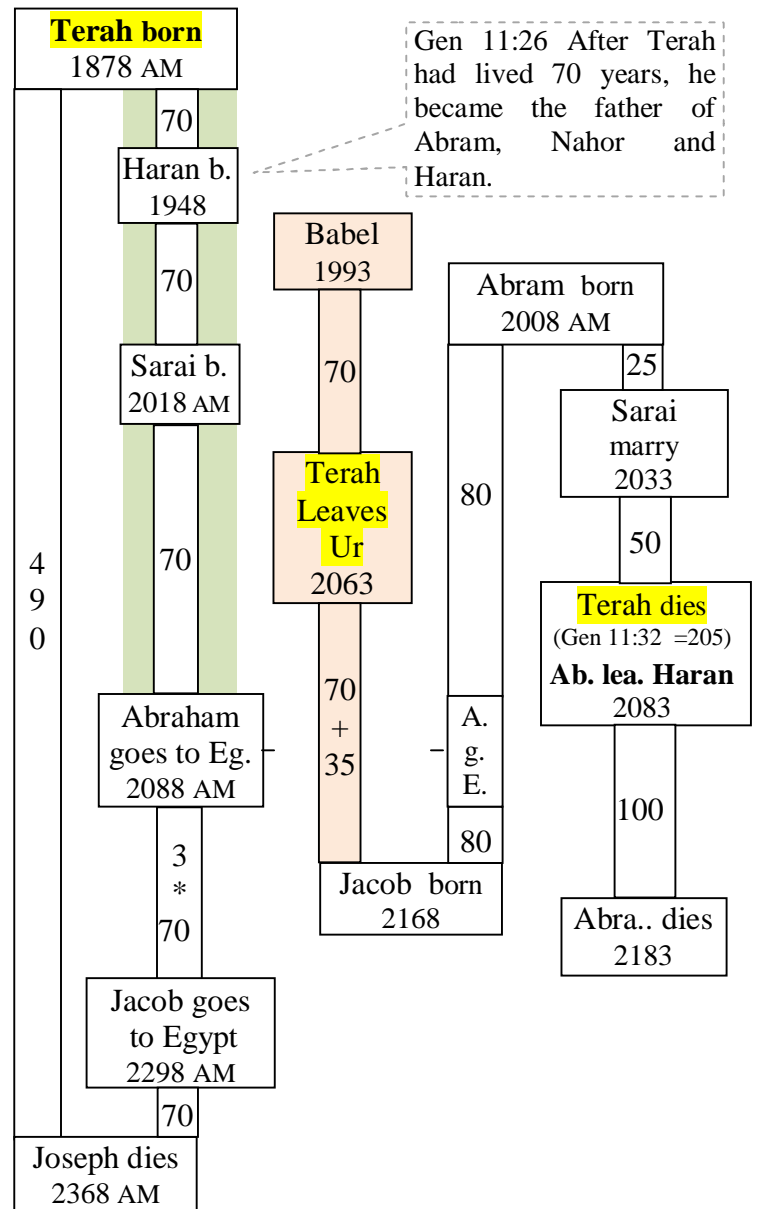 Terah born
1878 AM
Gen 11:26 After Terah
had lived 70 years, he
became the father of
Abram, Nahor and
Haran.
70
Haran b.
1948
70
Sarai b.
2018 AM
70
Abraham
goes to Eg.
2088 AM
3
*
70
Jacob goes
to Egypt
2298 AM
70
4
9
0
Joseph dies
2368 AM
Babel
1993
70
Terah
Leaves
Ur
2063
70
+
35
Jacob born
2168
Abram born
2008 AM
80
A.
g.
E.
80
25
Sarai
marry
2033
50
Terah dies
(Gen 11:32 =205)
Ab. lea. Haran
2083
100
Abra.. dies
2183